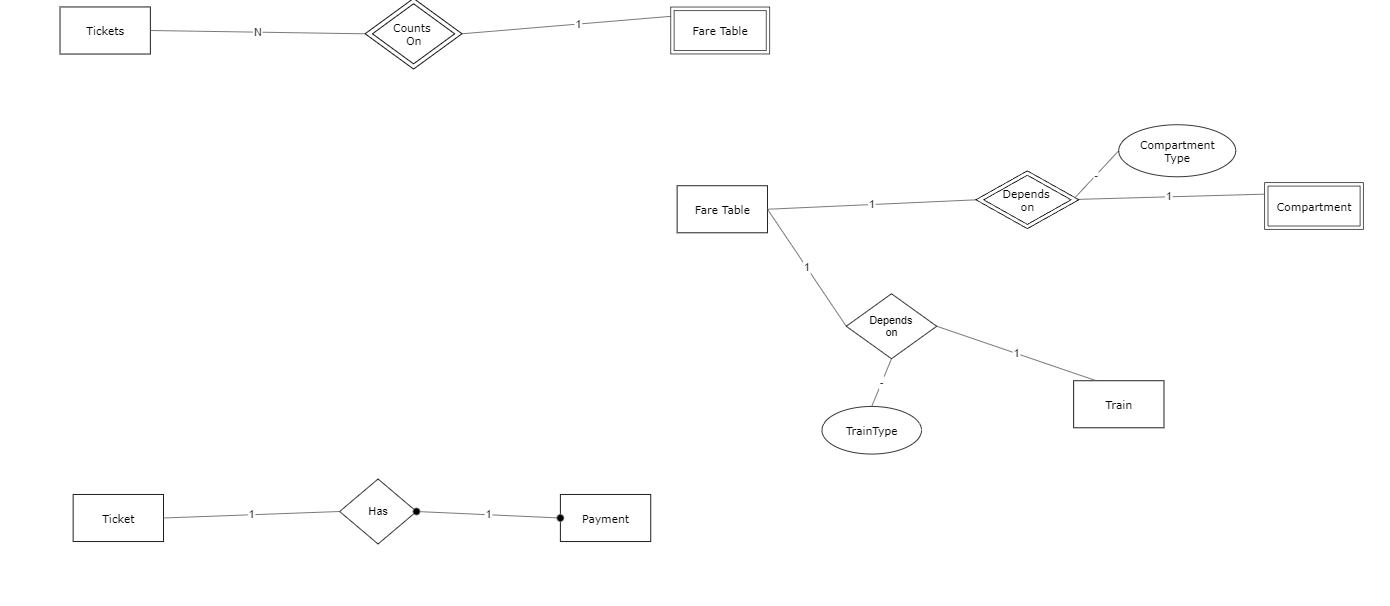 Tickets
N
Counts
On
1
Fare Table
Compartment
Type
-
Fare Table
1
Depends
on
1
Compartment
1
Depends
on
1
Train
-
TrainType
Ticket
1
Has
1
Payment